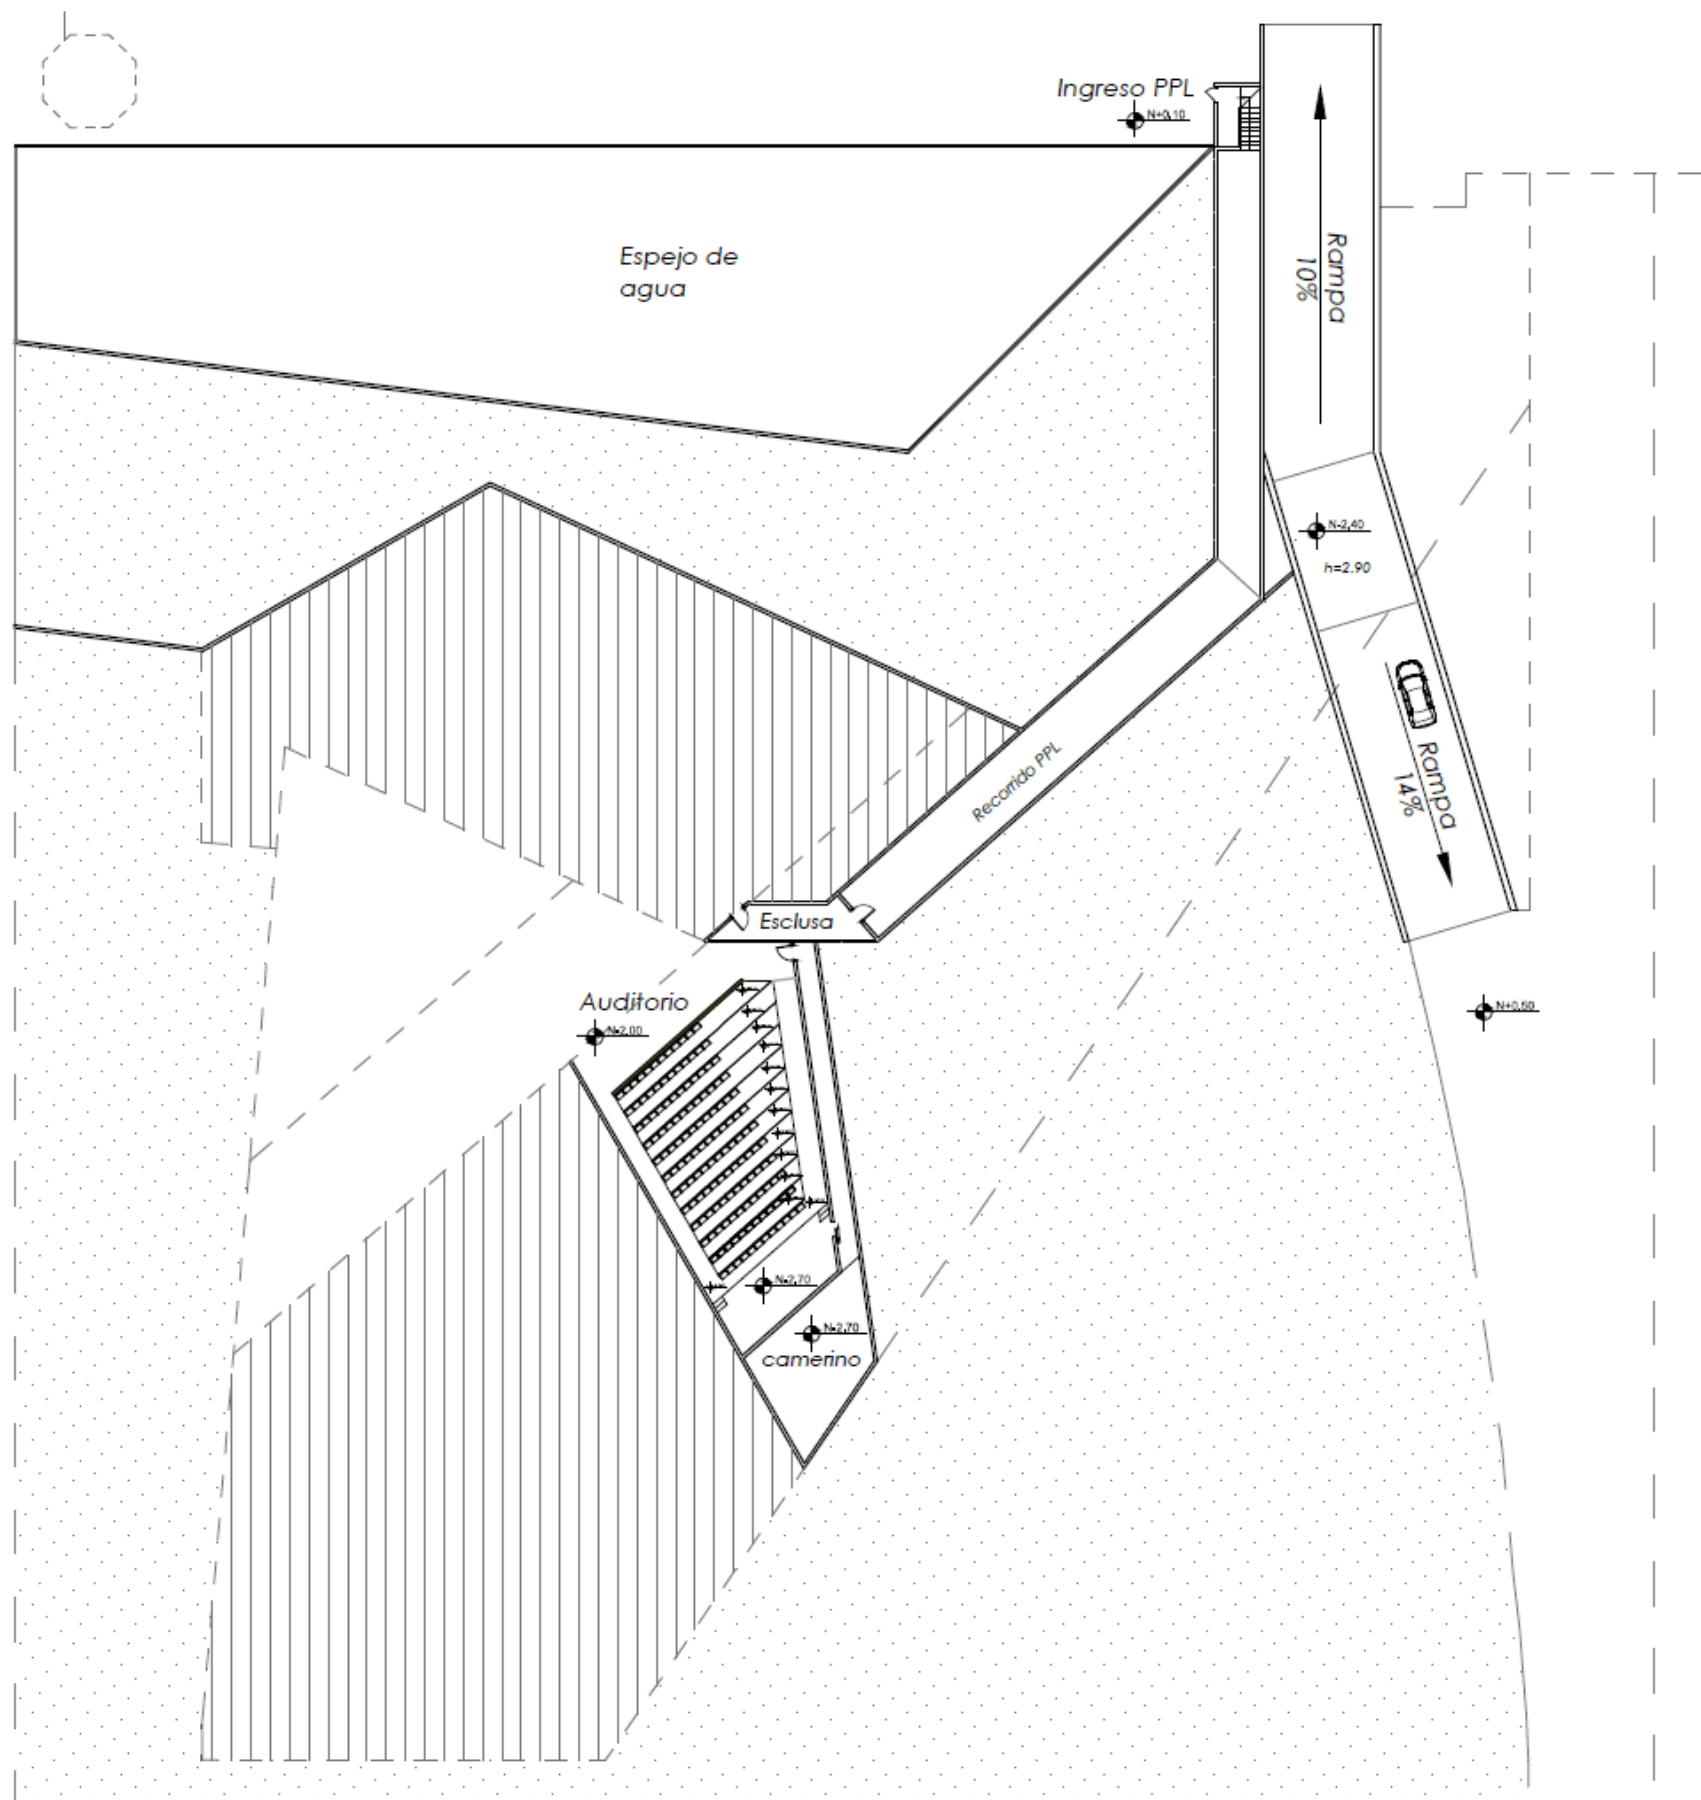 Ingreso PPL
N+0,10
Espejo de
agua
Rampa
10%
N-2,40
h=2.90
Rampa
14%
Recorrido PPL
Esclusa
Auditorio
N-2,00
N+0,50
N-2,70
N-2,70
camerino